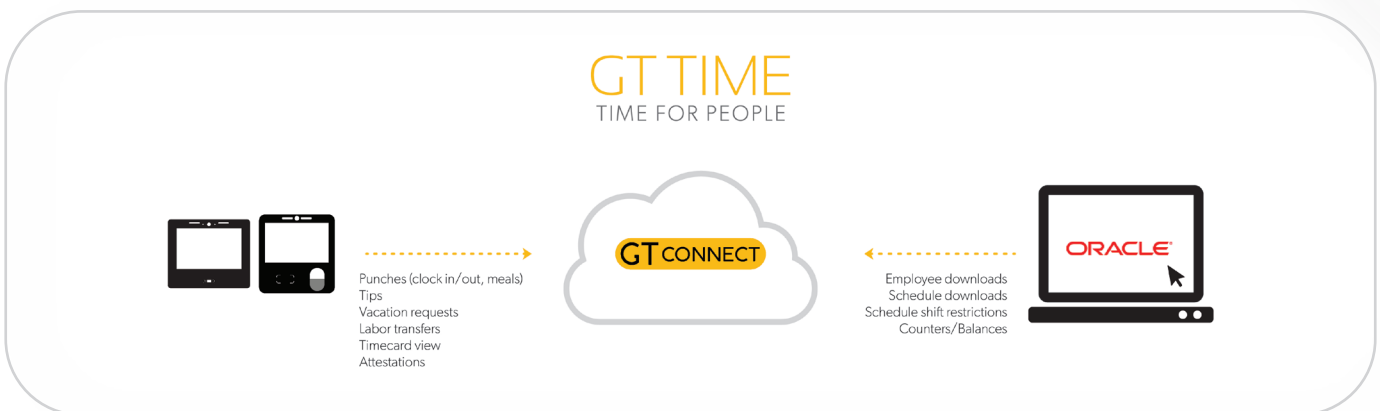 GT TIME
TIME FOR PEOPLE
GT CONNECT
Punches (clock in/out, meals)
Tips
Vacation requests
Labor transfers
Timecard view
Attestations
Employee downloads
Schedule downloads
Schedule shift restrictions
Counters/Balances
ORACLE®